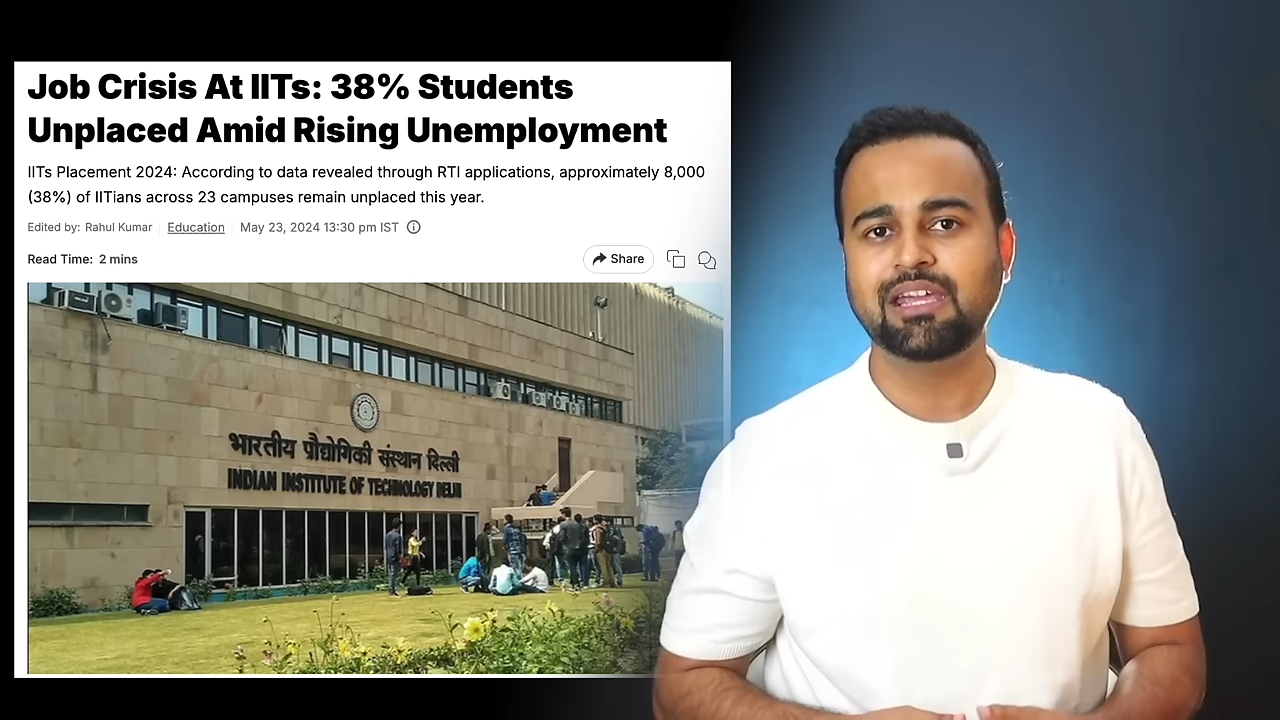 Job Crisis At IITs: 38% Students
Unplaced Amid Rising Unemployment
IITs Placement 2024: According to data revealed through RTI applications, approximately 8,000
(38%) of IITians across 23 campuses remain unplaced this year.
Edited by: Rahul Kumar Education May 23, 2024 13:30 pm IST
Read Time: 2 mins Share
भारतीय प्रौद्योगिकी संस्थान दिल्ली
INDIAN INSTITUTE OF TECHNOLOGY DELHI